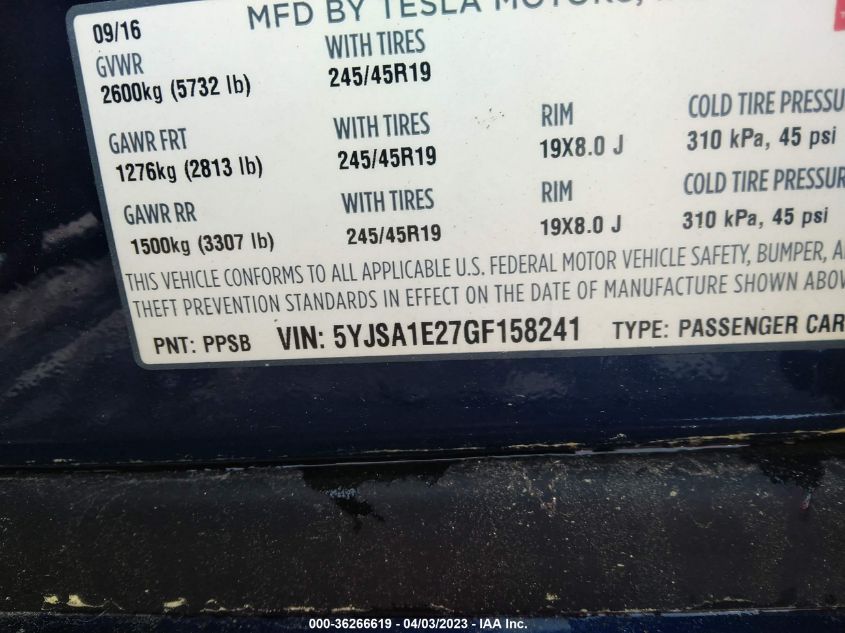 MFD BY TESLA MOTORS,
09/16
GVWR WITH TIRES
2600kg (5732 lb) 245/45R19
GAWR FRT WITH TIRES RIM COLD TIRE PRESSU
1276kg (2813 lb) 245/45R19 19X8.0 J 310 kPa, 45 psi
GAWR RR WITH TIRES RIM COLD TIRE PRESSUR
1500kg (3307 lb) 245/45R19 19X8.0 J 310 kPa, 45 psi
THIS VEHICLE CONFORMS TO ALL APPLICABLE U.S. FEDERAL MOTOR VEHICLE SAFETY, BUMPER, A
THEFT PREVENTION STANDARDS IN EFFECT ON THE DATE OF MANUFACTURE SHOWN ABOV
PNT: PPSB VIN: 5YJSA1E27GF158241 TYPE: PASSENGER CAR
000-36266619 - 04/03/2023 - IAA Inc.